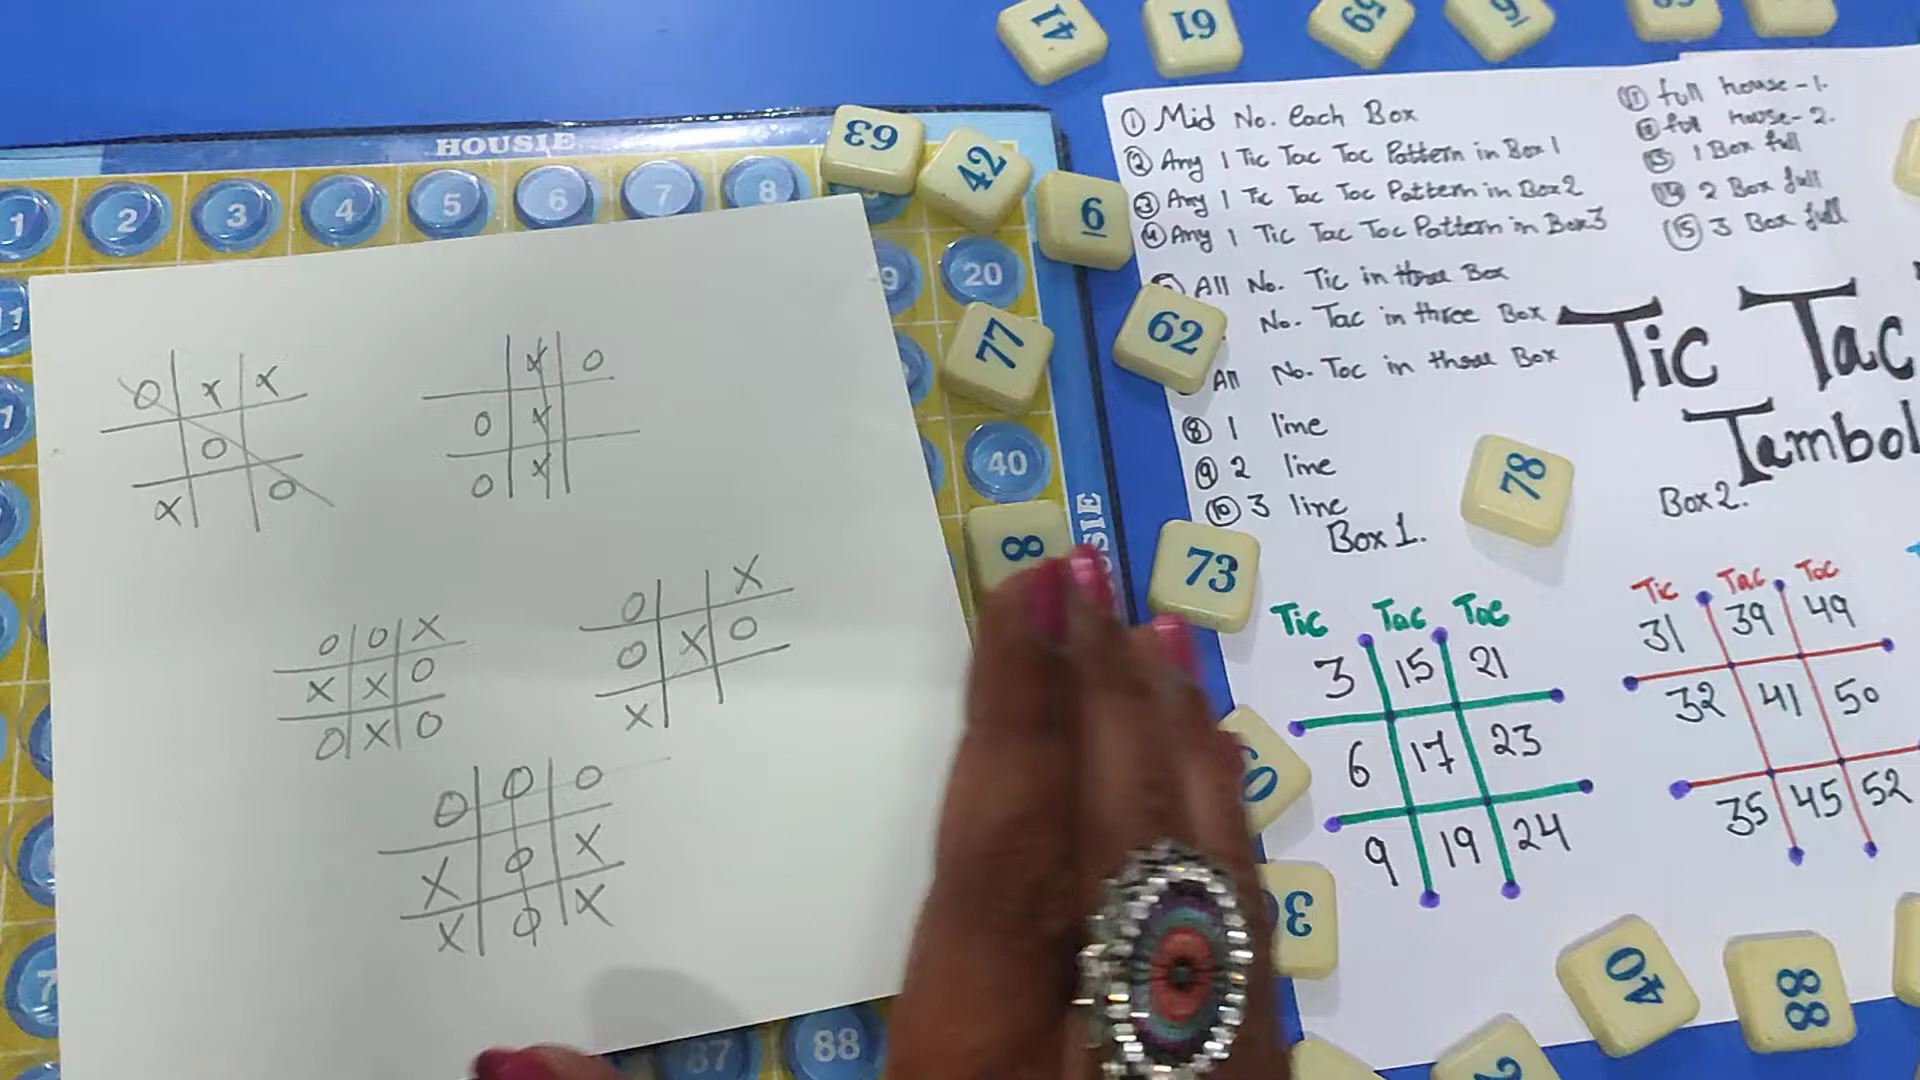 HOUSIE
1 2 3 4 5 6 7 8
20
40
88
63
42
6
77
62
73
78
8
3
40
88
41
61
59
O X X
O
X O
X O
O X
O X
O O X
X X O
O X O
O X
O X O
X
O O O
X O X
X O X
① Mid No. Each Box
② Any 1 Tic Tac Toc Pattern in Box 1
③ Any 1 Tic Tac Toc Pattern in Box 2
④ Any 1 Tic Tac Toc Pattern in Box 3
All No. Tic in three Box
No. Tac in three Box
All No. Toc in three Box
⑧ 1 line
⑨ 2 line
⑩ 3 line
full house - 1.
full house - 2.
1 Box full
⑭ 2 Box full
⑮ 3 Box full
Tic Tac
Tambol
Box 1.
Tic Tac Toc
3 15 21
6 17 23
9 19 24
Box 2.
Tic Tac Toc
31 39 49
32 41 50
35 45 52